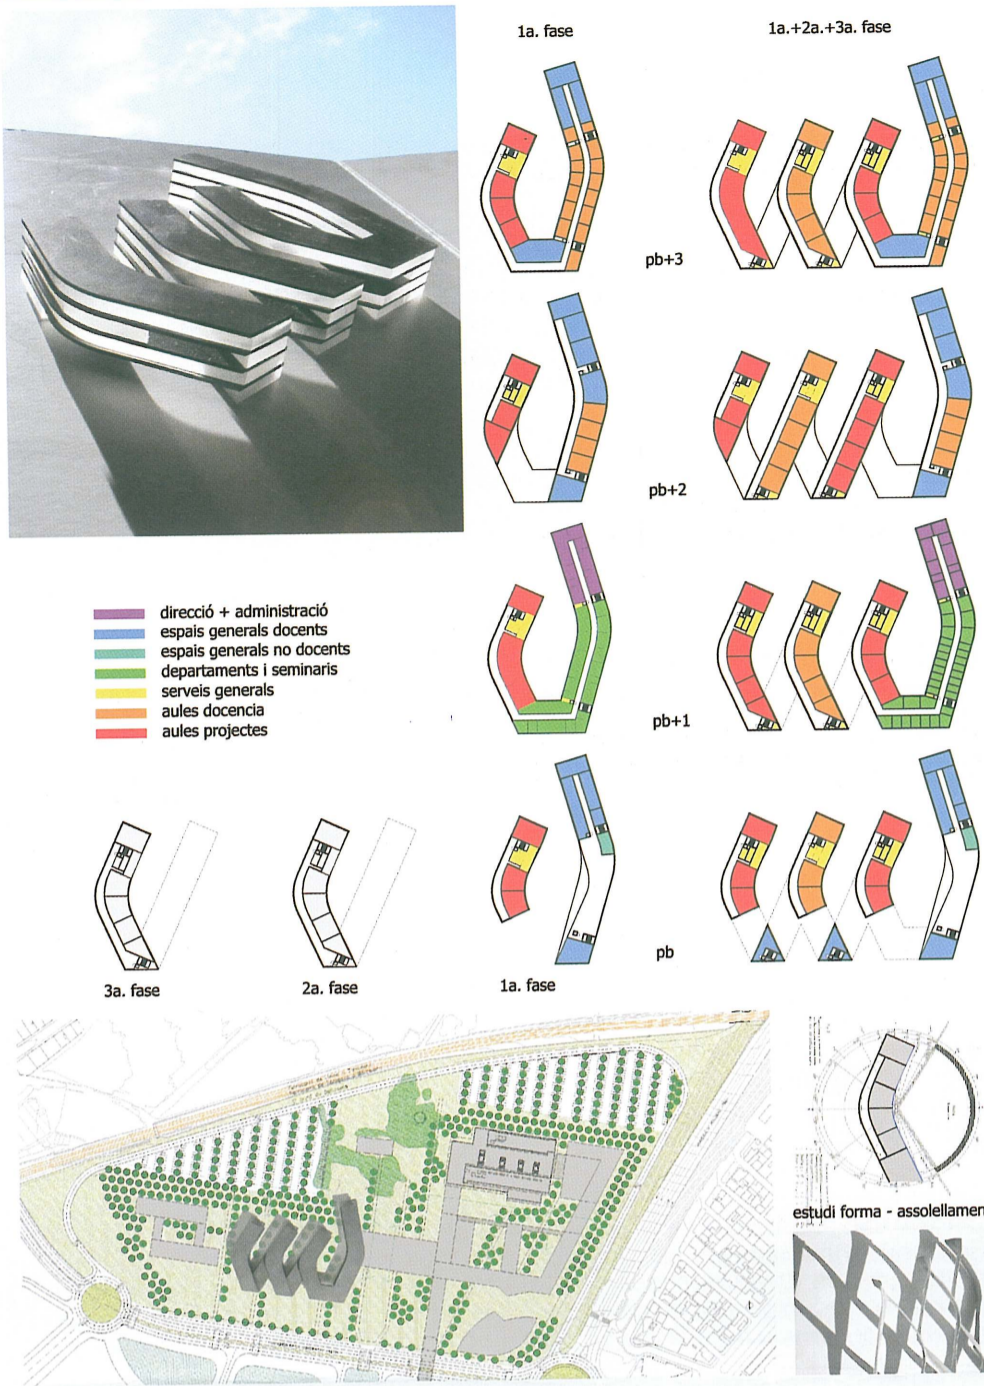 1a. fase
1a.+2a.+3a. fase
pb+3
pb+2
direcció + administració
espais generals docents
espais generals no docents
departaments i seminaris
serveis generals
aules docencia
aules projectes
pb+1
pb
3a. fase
2a. fase
1a. fase
estudi forma - assolellamen